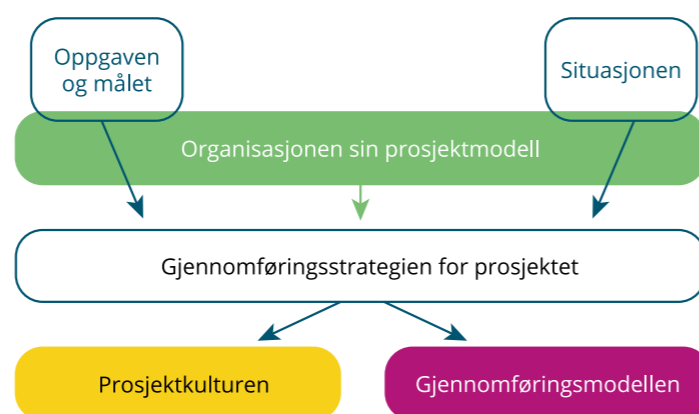 Oppgaven
og målet
Situasjonen
Organisasjonen sin prosjektmodell
Gjennomføringsstrategien for prosjektet
Prosjektkulturen
Gjennomføringsmodellen